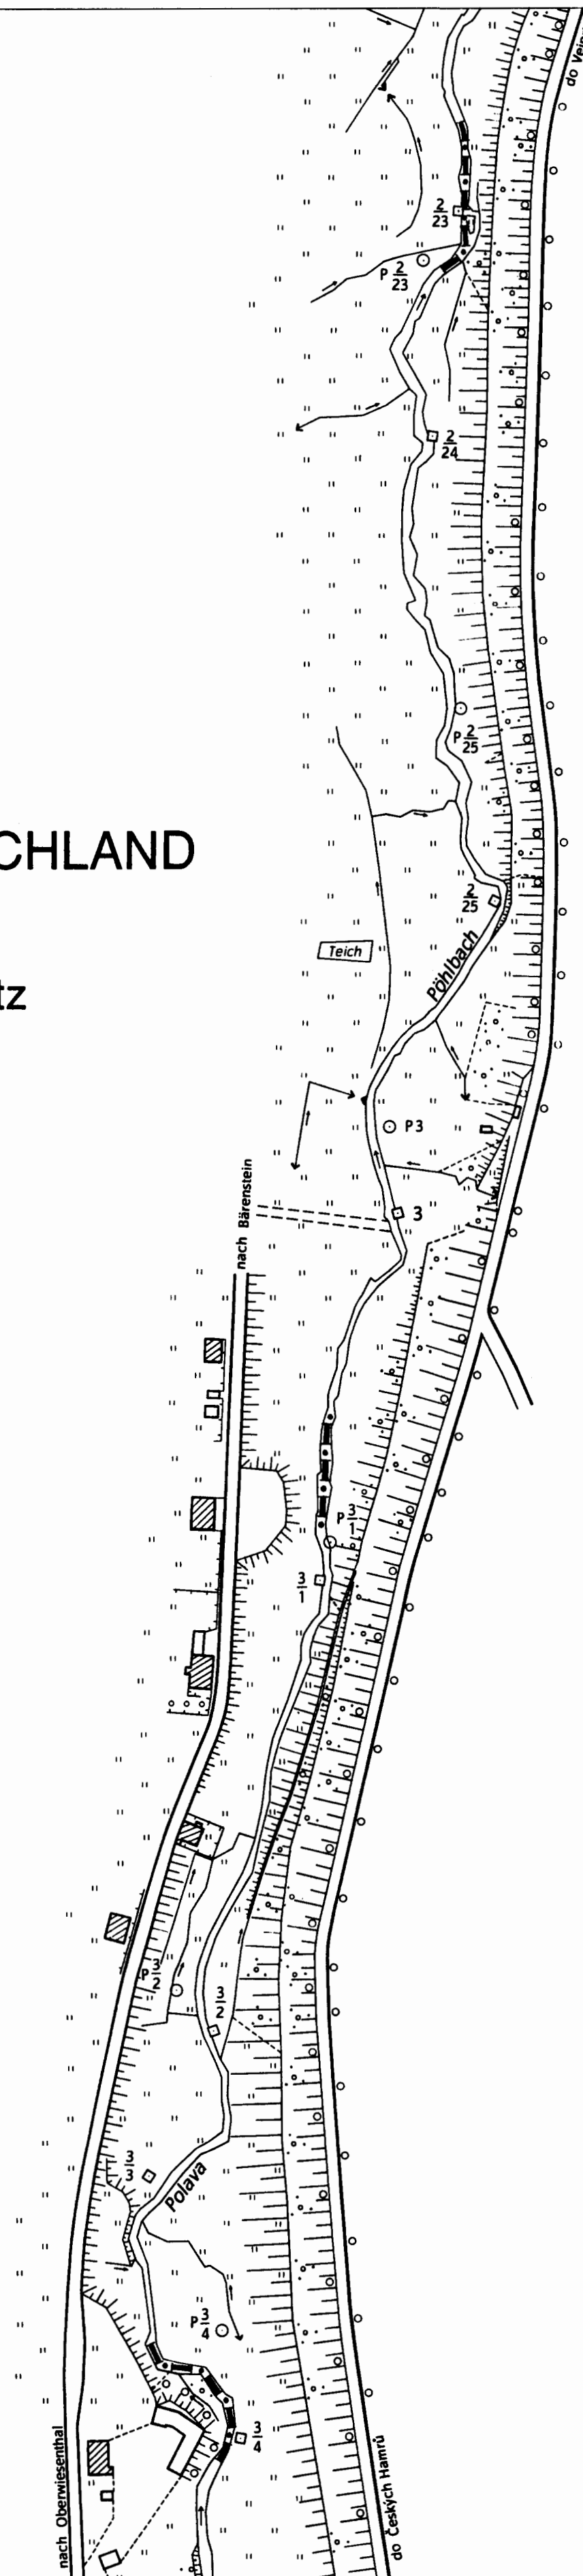 do Vejpr
2/23
P 2/23
2/24
P 2/25
CHLAND
2/25
Teich
Pöhlbach
tz
P3
3
nach Bärenstein
P 3/1
3/1
P 3/2
3/2
3/3
Polava
P 3/4
3/4
nach Oberwiesenthal
do Českých Hamrů